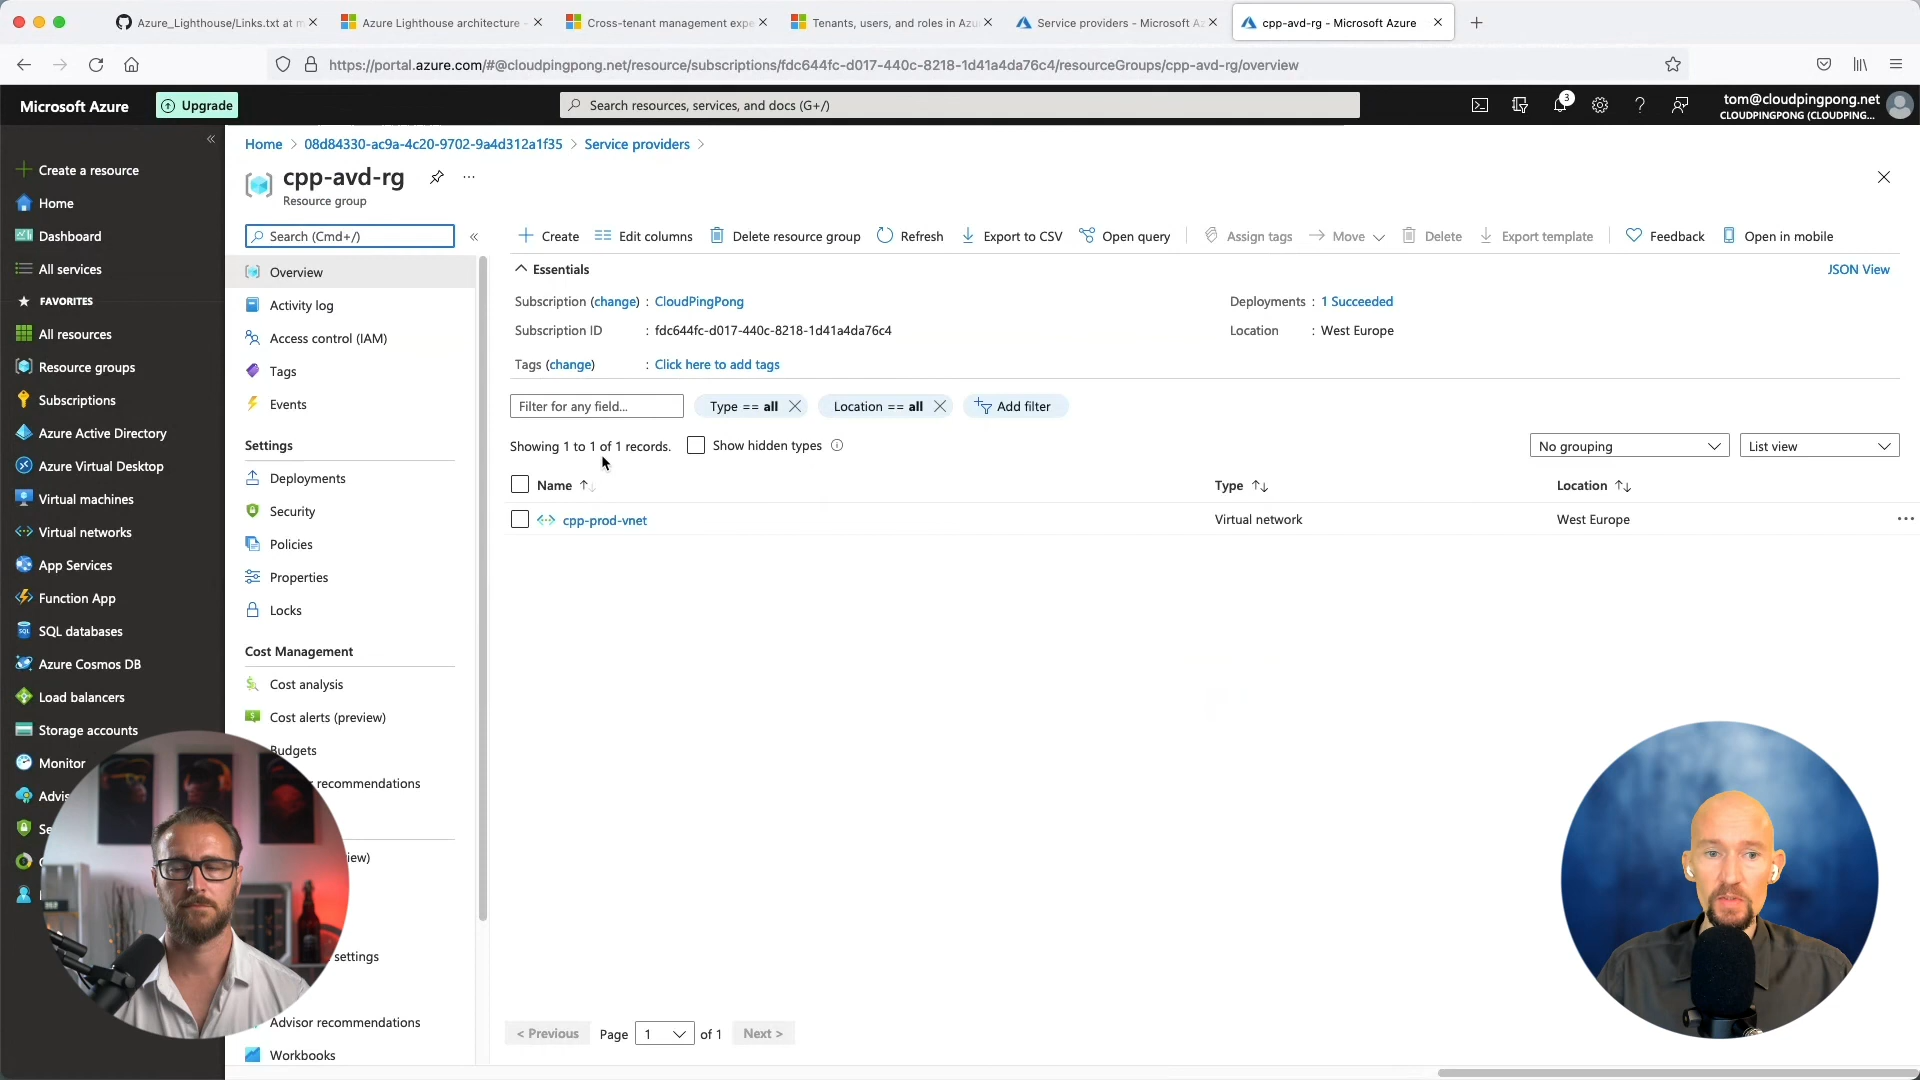 Azure_Lighthouse/Links.txt at m
Azure Lighthouse architecture -
Cross-tenant management expe
Tenants, users, and roles in Azu
Service providers - Microsoft Az
cpp-avd-rg - Microsoft Azure
https://portal.azure.com/#@cloudpingpong.net/resource/subscriptions/fdc644fc-d017-440c-8218-1d41a4da76c4/resourceGroups/cpp-avd-rg/overview
Microsoft Azure
Upgrade
Search resources, services, and docs (G+/)
3
tom@cloudpingpong.net
CLOUDPINGPONG (CLOUDPING...
Create a resource
Home
Dashboard
All services
FAVORITES
All resources
Resource groups
Subscriptions
Azure Active Directory
Azure Virtual Desktop
Virtual machines
Virtual networks
App Services
Function App
SQL databases
Azure Cosmos DB
Load balancers
Storage accounts
Monitor
Advis
Se
Home > 08d84330-ac9a-4c20-9702-9a4d312a1f35 > Service providers >
cpp-avd-rg
Resource group
Search (Cmd+/)
Overview
Activity log
Access control (IAM)
Tags
Events
Settings
Deployments
Security
Policies
Properties
Locks
Cost Management
Cost analysis
Cost alerts (preview)
Budgets
recommendations
iew)
settings
Advisor recommendations
Workbooks
Create
Edit columns
Delete resource group
Refresh
Export to CSV
Open query
Assign tags
Move
Delete
Export template
Feedback
Open in mobile
Essentials
JSON View
Subscription (change) : CloudPingPong
Subscription ID : fdc644fc-d017-440c-8218-1d41a4da76c4
Tags (change) : Click here to add tags
Deployments : 1 Succeeded
Location : West Europe
Filter for any field...
Type == all
Location == all
Add filter
Showing 1 to 1 of 1 records.
Show hidden types
No grouping
List view
Name
Type
Location
cpp-prod-vnet
Virtual network
West Europe
< Previous
Page 1 of 1
Next >